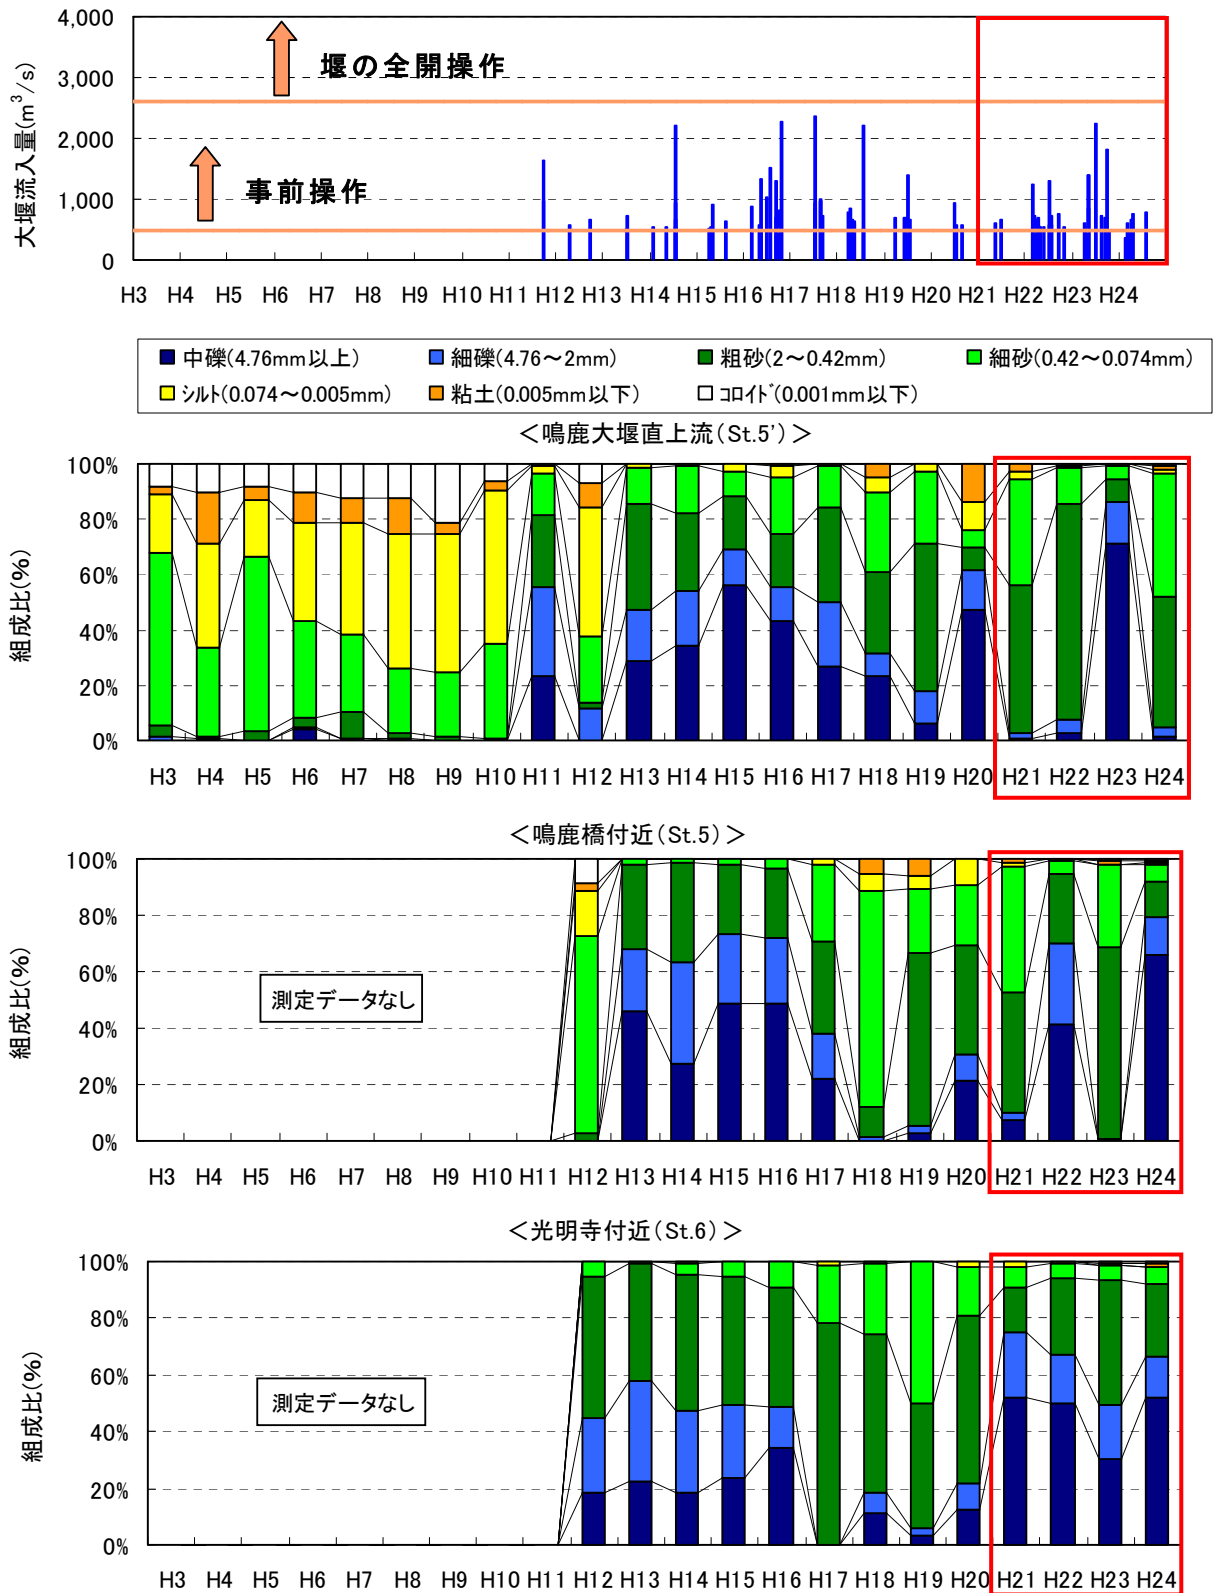 4,000
3,000
2,000
1,000
0
大堰流入量(m³/s)
堰の全開操作
事前操作
H3 H4 H5 H6 H7 H8 H9 H10 H11 H12 H13 H14 H15 H16 H17 H18 H19 H20 H21 H22 H23 H24
中礫(4.76mm以上) 細礫(4.76～2mm) 粗砂(2～0.42mm) 細砂(0.42～0.074mm)
シルト(0.074～0.005mm) 粘土(0.005mm以下) コロイド(0.001mm以下)
＜鳴鹿大堰直上流(St.5')＞
100%
80%
60%
40%
20%
0%
組成比(%)
H3 H4 H5 H6 H7 H8 H9 H10 H11 H12 H13 H14 H15 H16 H17 H18 H19 H20 H21 H22 H23 H24
＜鳴鹿橋付近(St.5)＞
100%
80%
60%
40%
20%
0%
組成比(%)
測定データなし
H3 H4 H5 H6 H7 H8 H9 H10 H11 H12 H13 H14 H15 H16 H17 H18 H19 H20 H21 H22 H23 H24
＜光明寺付近(St.6)＞
100%
80%
60%
40%
20%
0%
組成比(%)
測定データなし
H3 H4 H5 H6 H7 H8 H9 H10 H11 H12 H13 H14 H15 H16 H17 H18 H19 H20 H21 H22 H23 H24